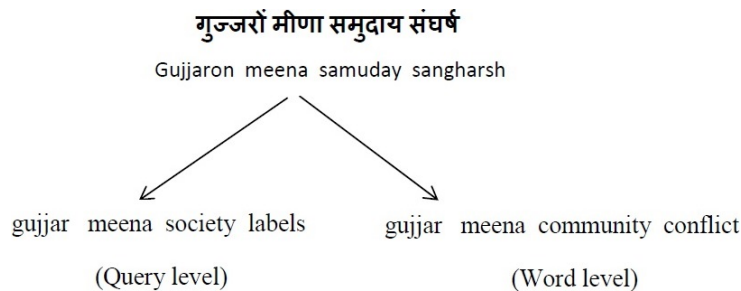 गुज्जरों मीणा समुदाय संघर्ष
Gujjaron meena samuday sangharsh
gujjar meena society labels
(Query level)
gujjar meena community conflict
(Word level)